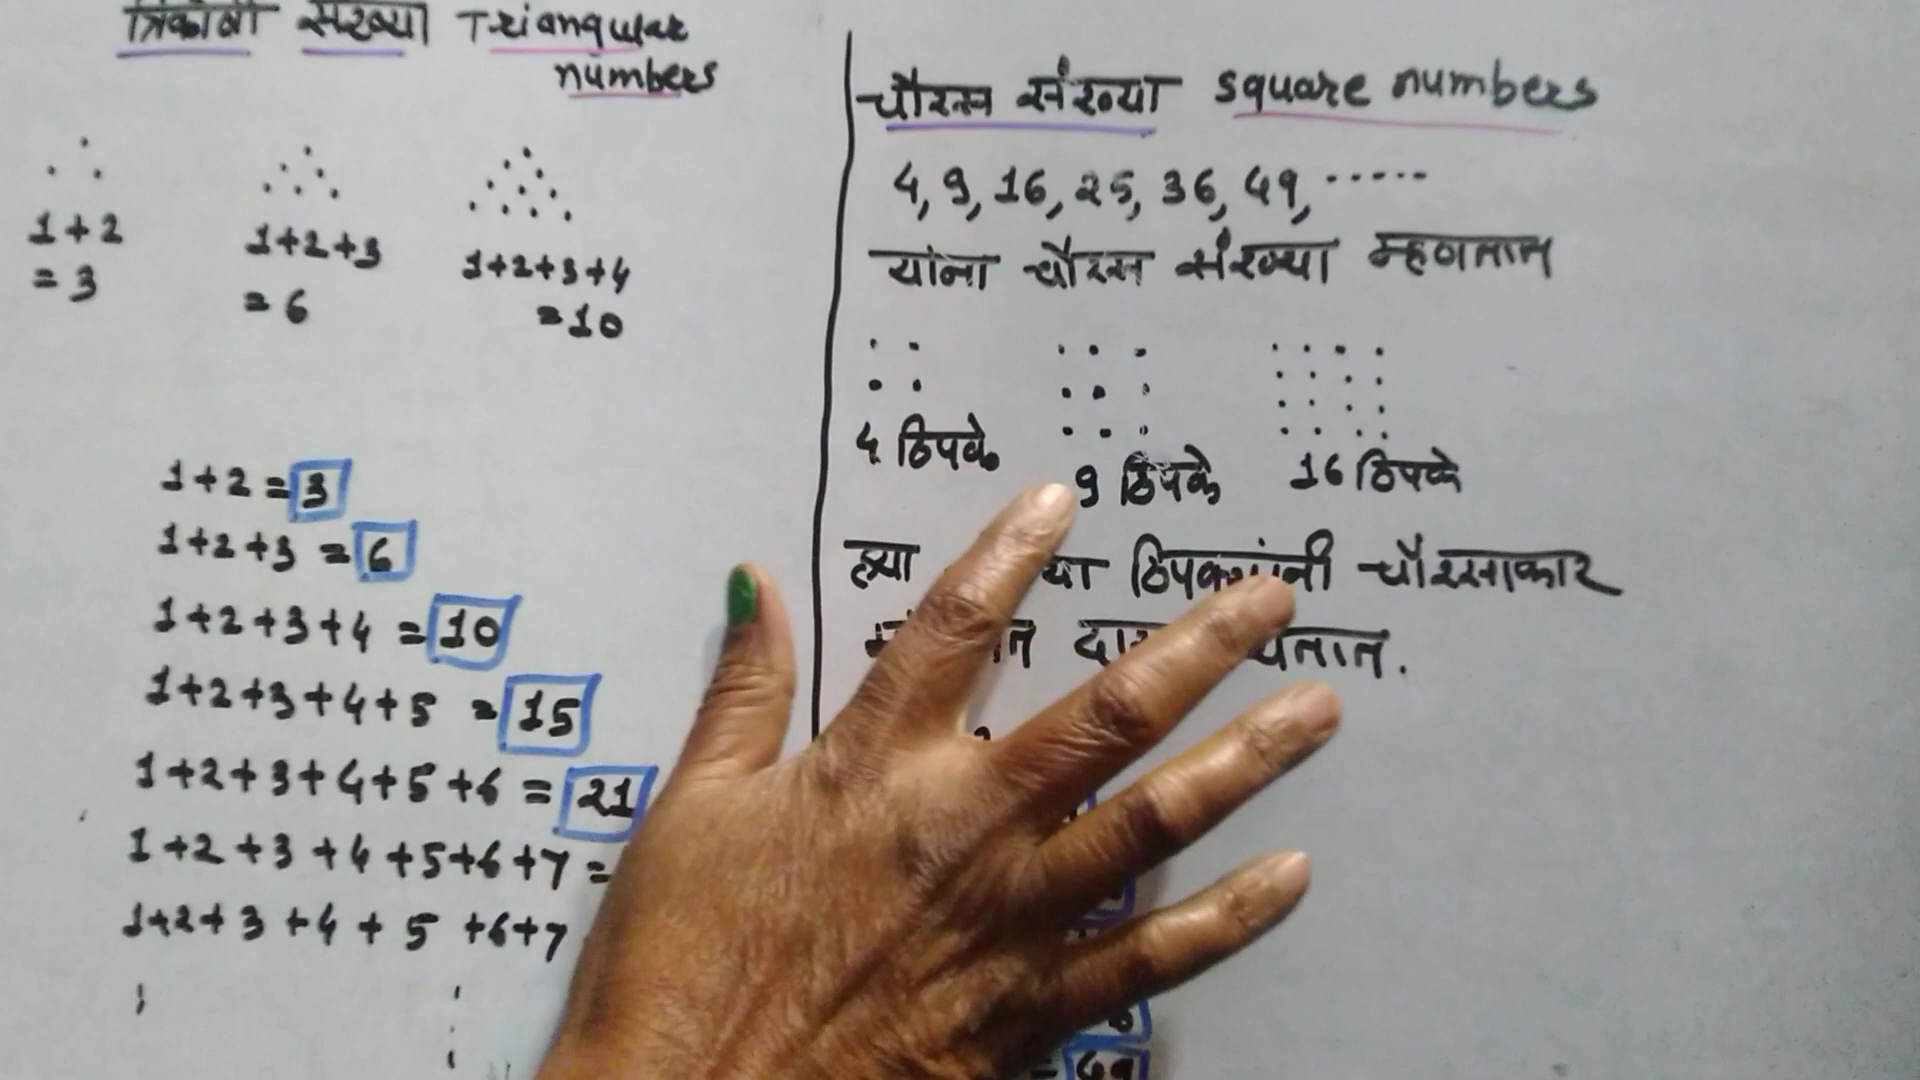 त्रिकोणी संख्या Triangular
numbers
1+2
= 3
1+2+3
= 6
1+2+3+4
=10
1+2 = 3
1+2+3 = 6
1+2+3+4 = 10
1+2+3+4+5 = 15
1+2+3+4+5+6 = 21
1+2+3+4+5+6+7 =
1+2+3+4+5+6+7
चौरस संख्या square numbers
4, 9, 16, 25, 36, 49, ......
यांना चौरस संख्या म्हणतात
4 ठिपके
9 ठिपके
16 ठिपके
ह्या ठिपक्यांनी चौरसाकार
= 49